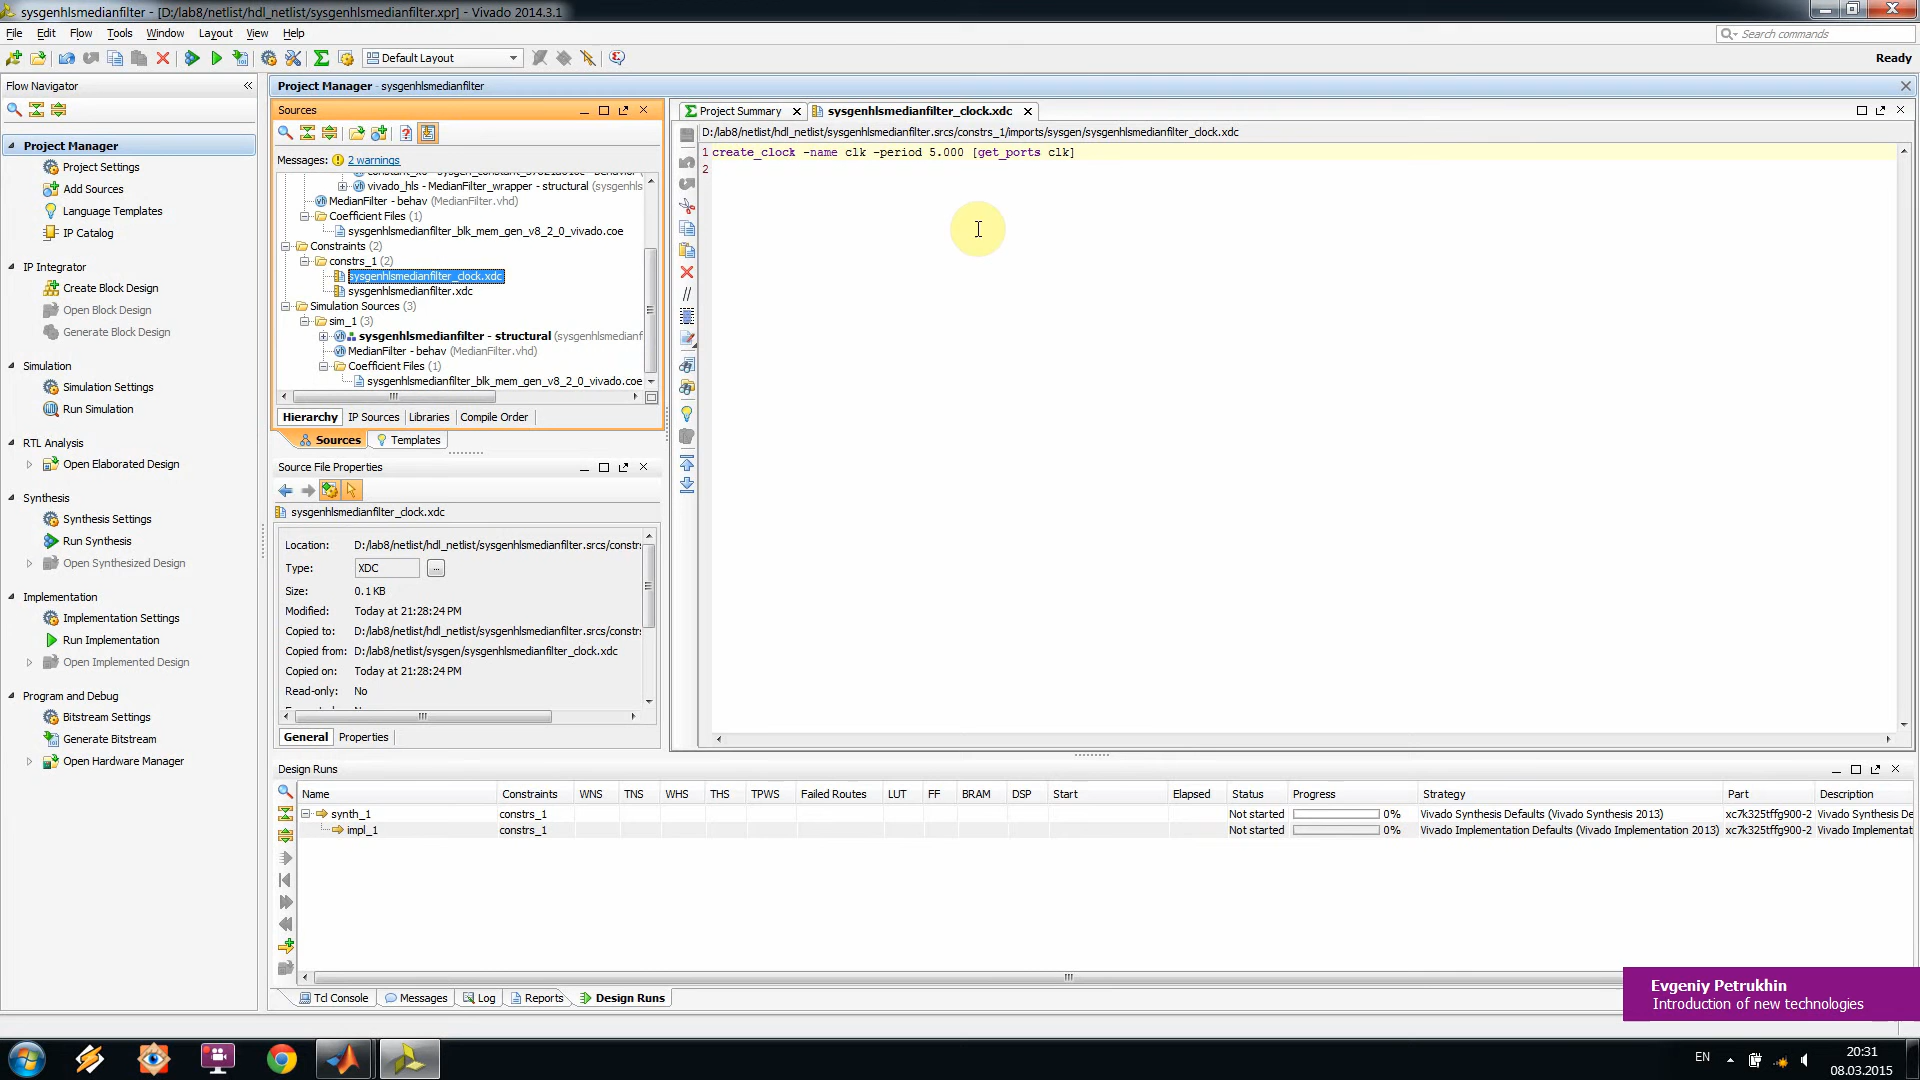 sysgenhlsmedianfilter - [D:/lab8/netlist/hdl_netlist/sysgenhlsmedianfilter.xpr] - Vivado 2014.3.1
File Edit Flow Tools Window Layout View Help
Search commands
Default Layout
Ready
Flow Navigator
Project Manager
Project Settings
Add Sources
Language Templates
IP Catalog
IP Integrator
Create Block Design
Open Block Design
Generate Block Design
Simulation
Simulation Settings
Run Simulation
RTL Analysis
Open Elaborated Design
Synthesis
Synthesis Settings
Run Synthesis
Open Synthesized Design
Implementation
Implementation Settings
Run Implementation
Open Implemented Design
Program and Debug
Bitstream Settings
Generate Bitstream
Open Hardware Manager
Project Manager - sysgenhlsmedianfilter
Sources
Messages: 2 warnings
vivado_hls - MedianFilter_wrapper - structural (sysgenhls
MedianFilter - behav (MedianFilter.vhd)
Coefficient Files (1)
sysgenhlsmedianfilter_blk_mem_gen_v8_2_0_vivado.coe
Constraints (2)
constrs_1 (2)
sysgenhlsmedianfilter_clock.xdc
sysgenhlsmedianfilter.xdc
Simulation Sources (3)
sim_1 (3)
sysgenhlsmedianfilter - structural (sysgenhlsmedianf
MedianFilter - behav (MedianFilter.vhd)
Coefficient Files (1)
sysgenhlsmedianfilter_blk_mem_gen_v8_2_0_vivado.coe
Hierarchy IP Sources Libraries Compile Order
Sources Templates
Source File Properties
sysgenhlsmedianfilter_clock.xdc
Location: D:/lab8/netlist/hdl_netlist/sysgenhlsmedianfilter.srcs/constr
Type: XDC ...
Size: 0.1 KB
Modified: Today at 21:28:24 PM
Copied to: D:/lab8/netlist/hdl_netlist/sysgenhlsmedianfilter.srcs/constr
Copied from: D:/lab8/netlist/sysgen/sysgenhlsmedianfilter_clock.xdc
Copied on: Today at 21:28:24 PM
Read-only: No
General Properties
Project Summary sysgenhlsmedianfilter_clock.xdc
D:/lab8/netlist/hdl_netlist/sysgenhlsmedianfilter.srcs/constrs_1/imports/sysgen/sysgenhlsmedianfilter_clock.xdc
1 create_clock -name clk -period 5.000 [get_ports clk]
2
Design Runs
Name Constraints WNS TNS WHS THS TPWS Failed Routes LUT FF BRAM DSP Start Elapsed Status Progress Strategy Part Description
synth_1 constrs_1 Not started 0% Vivado Synthesis Defaults (Vivado Synthesis 2013) xc7k325tffg900-2 Vivado Synthesis De
impl_1 constrs_1 Not started 0% Vivado Implementation Defaults (Vivado Implementation 2013) xc7k325tffg900-2 Vivado Implementat
Tcl Console Messages Log Reports Design Runs
Evgeniy Petrukhin
Introduction of new technologies
EN
20:31
08.03.2015